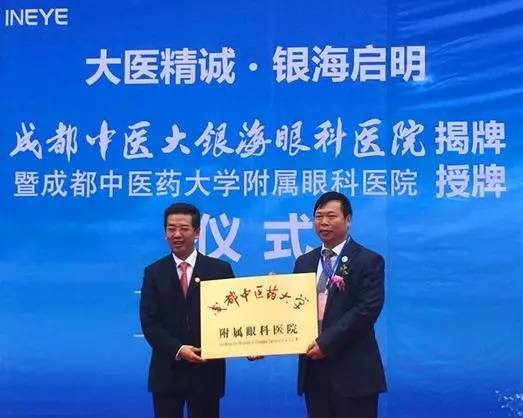 INEYE
大医精诚·银海启明
成都中医大银海眼科医院 揭牌
暨成都中医药大学附属眼科医院 授牌
仪式
成都中医药大学
附属眼科医院